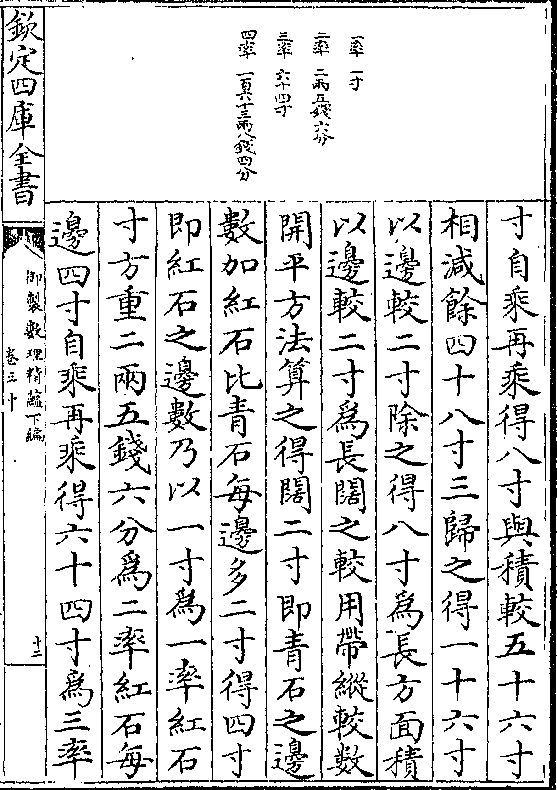 一率 一寸
二率 二兩五錢六分
三率 六十四寸
四率 一百六十三兩八錢四分
寸自乘再乘得八寸與積較五十六寸
相減餘四十八寸三歸之得一十六寸
以邊較二寸除之得八寸為長方面積
以邊較二寸為長闊之較用帶縱較數
開平方法算之得闊二寸即青石之邊
數加紅石比青石每邊多二寸得四寸
即紅石之邊數乃以一寸為一率紅石
寸方重二兩五錢六分為二率紅石每
邊四寸自乘再乘得六十四寸為三率
欽定四庫全書
御製數理精蘊下編
卷三十
十二